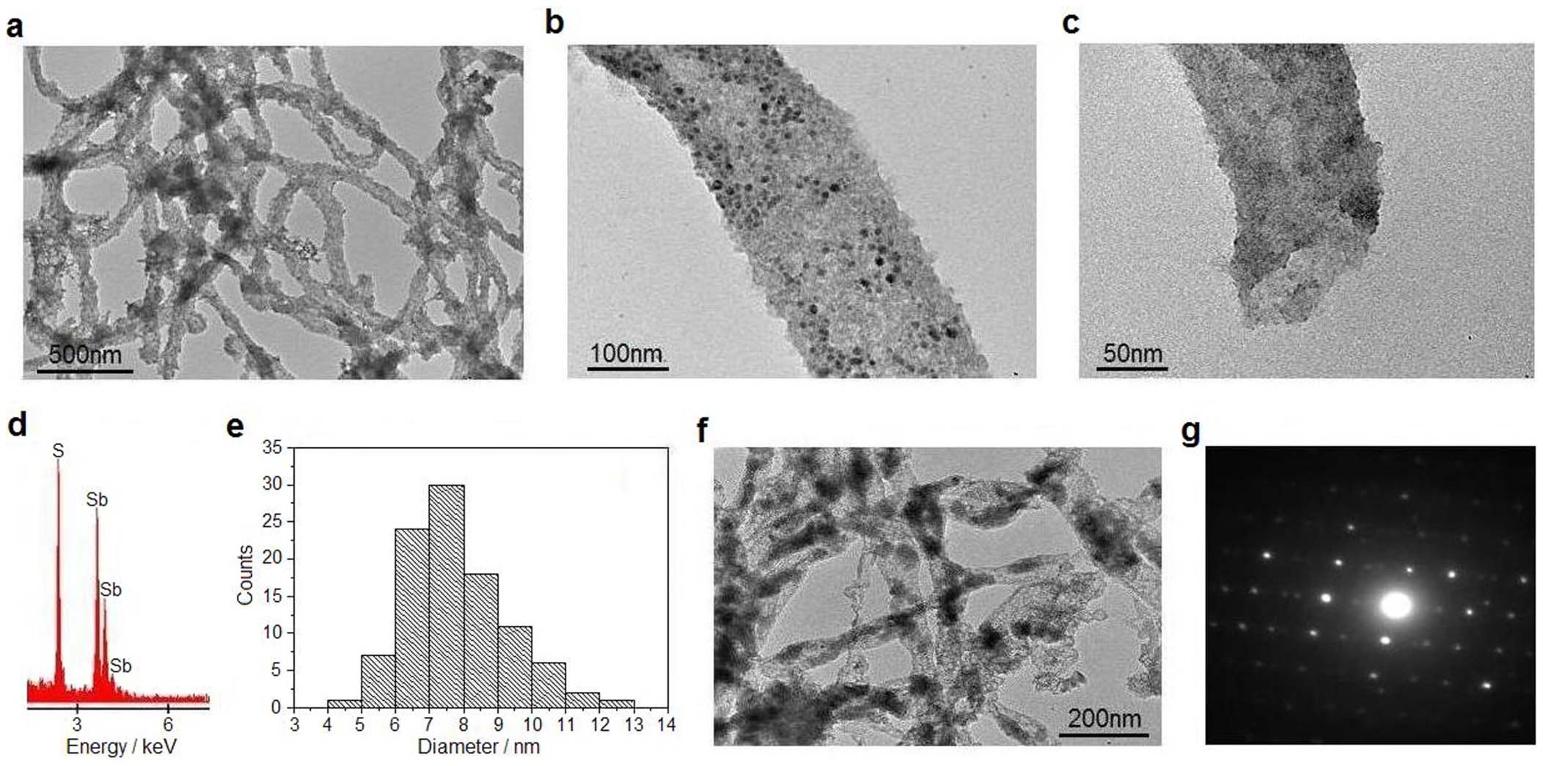 a
b
c
500nm
100nm
50nm
d
e
f
g
S
Sb
Sb
Sb
3
6
Energy / keV
35
30
25
20
15
10
5
0
Counts
3 4 5 6 7 8 9 10 11 12 13 14
Diameter / nm
200nm